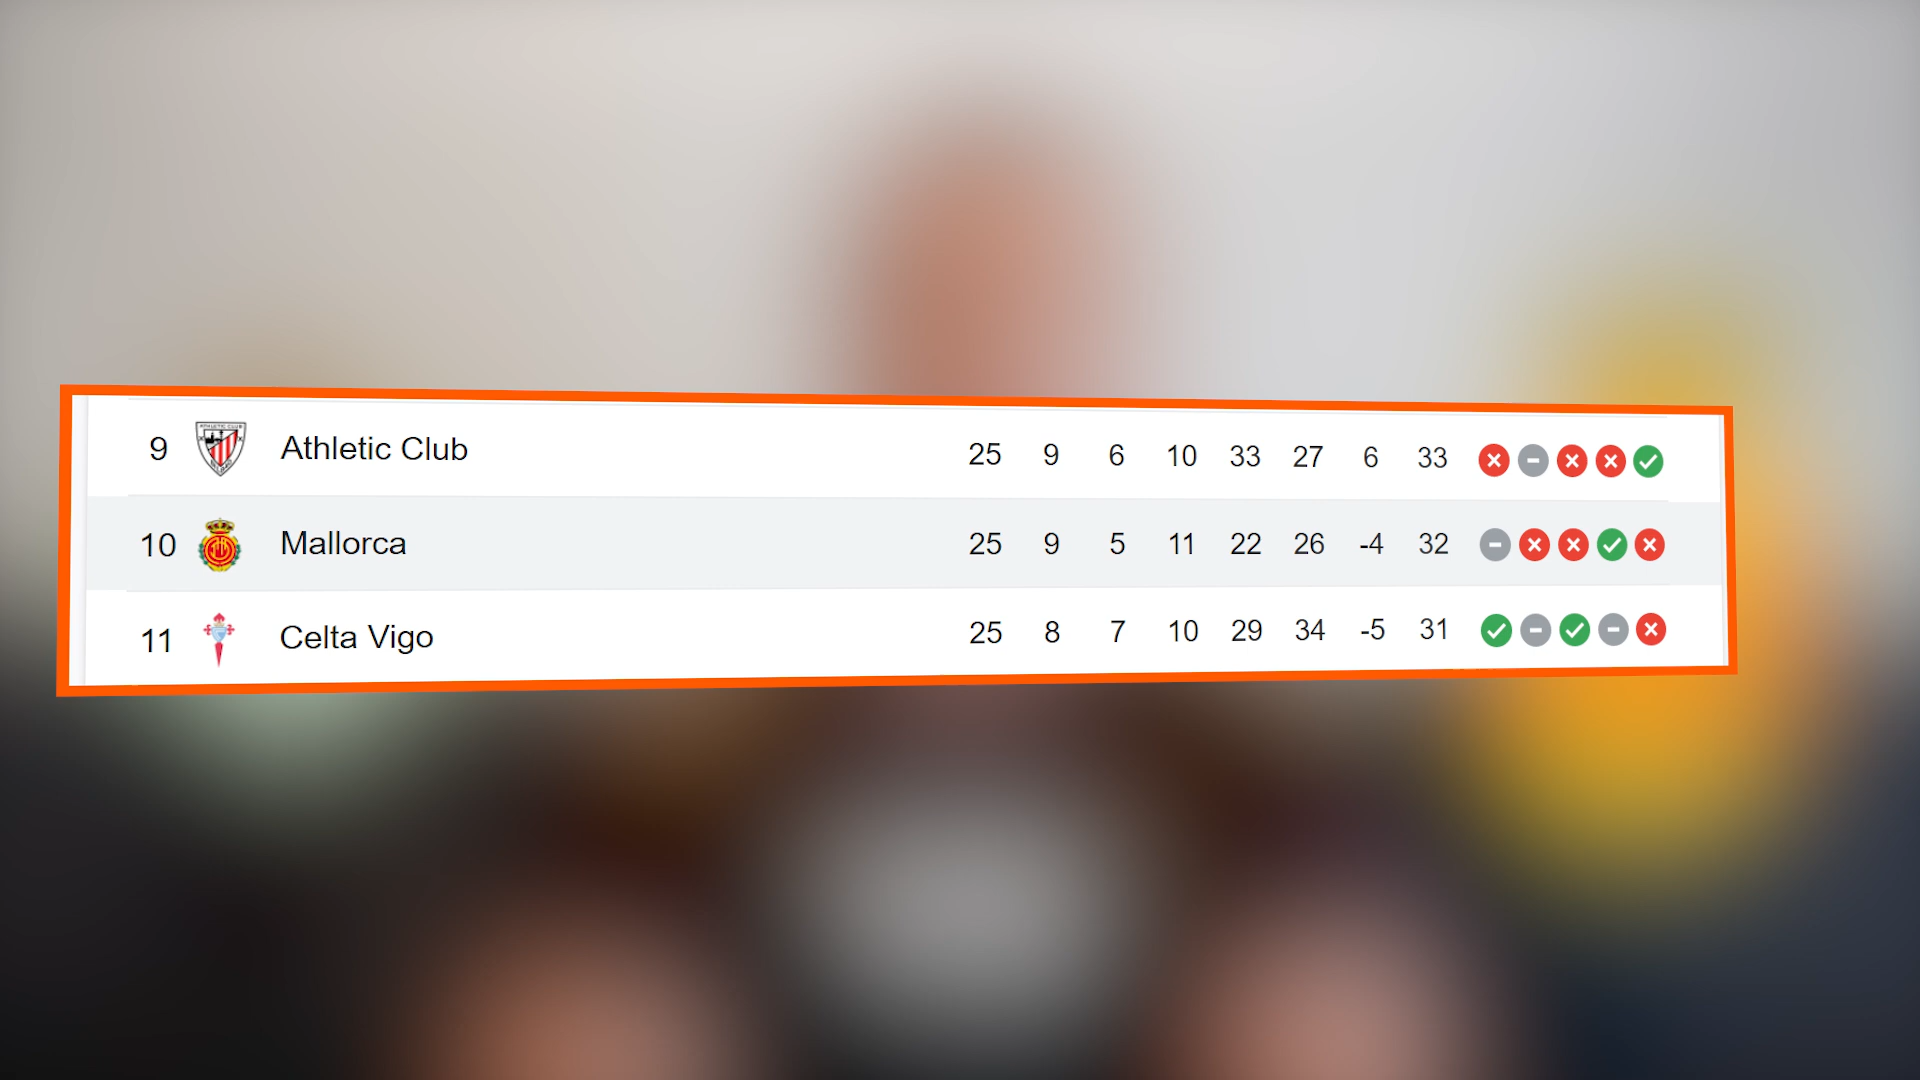 9 Athletic Club 25 9 6 10 33 27 6 33
10 Mallorca 25 9 5 11 22 26 -4 32
11 Celta Vigo 25 8 7 10 29 34 -5 31